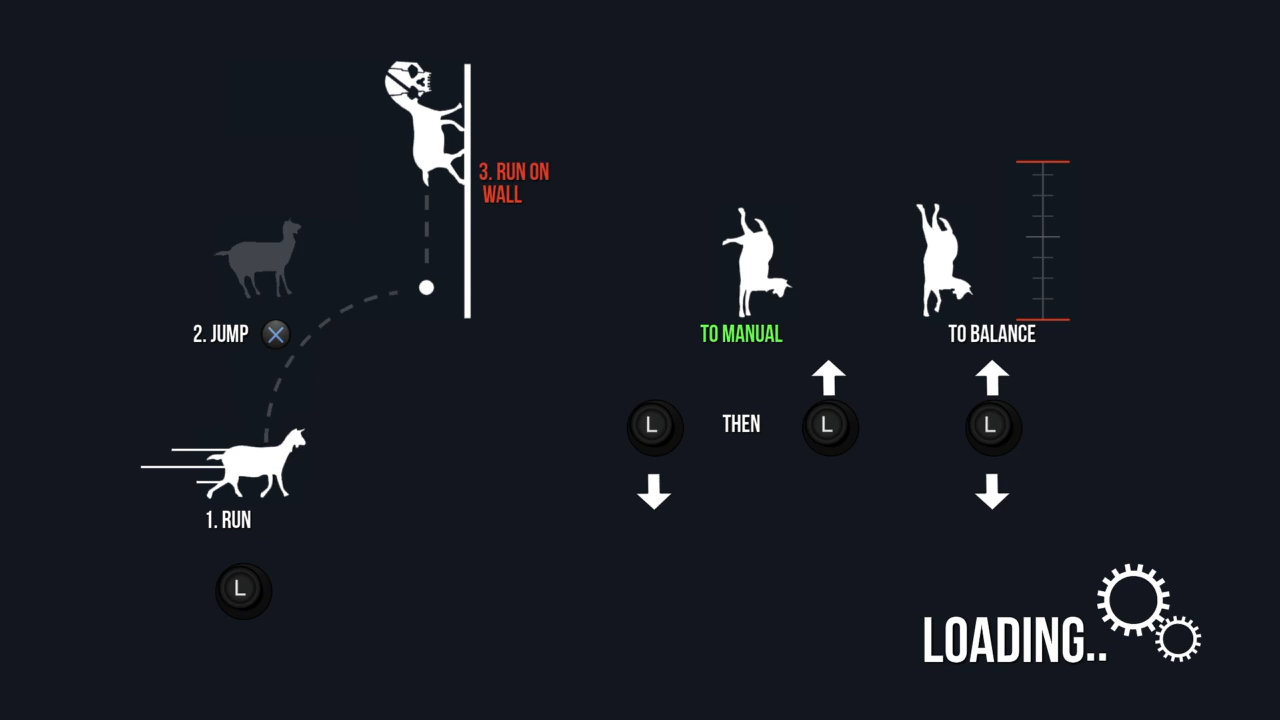 3. RUN ON
WALL
2. JUMP
TO MANUAL
TO BALANCE
L
THEN
L
L
1. RUN
L
LOADING..